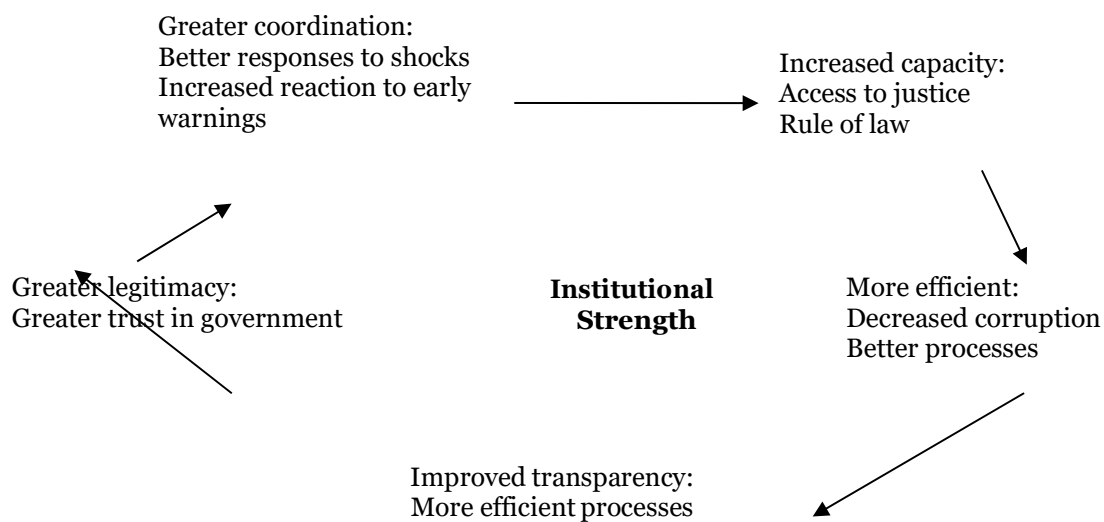 Greater coordination:
Better responses to shocks
Increased reaction to early
warnings
Increased capacity:
Access to justice
Rule of law
Greater legitimacy:
Greater trust in government
Institutional
Strength
More efficient:
Decreased corruption
Better processes
Improved transparency:
More efficient processes